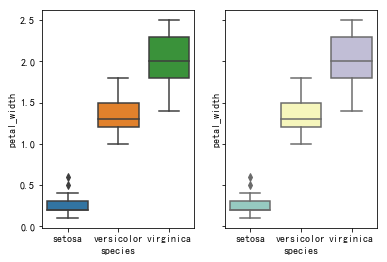 2.5
2.0
1.5
1.0
0.5
0.0
petal_width
setosa versicolor virginica
species
petal_width
setosa versicolor virginica
species